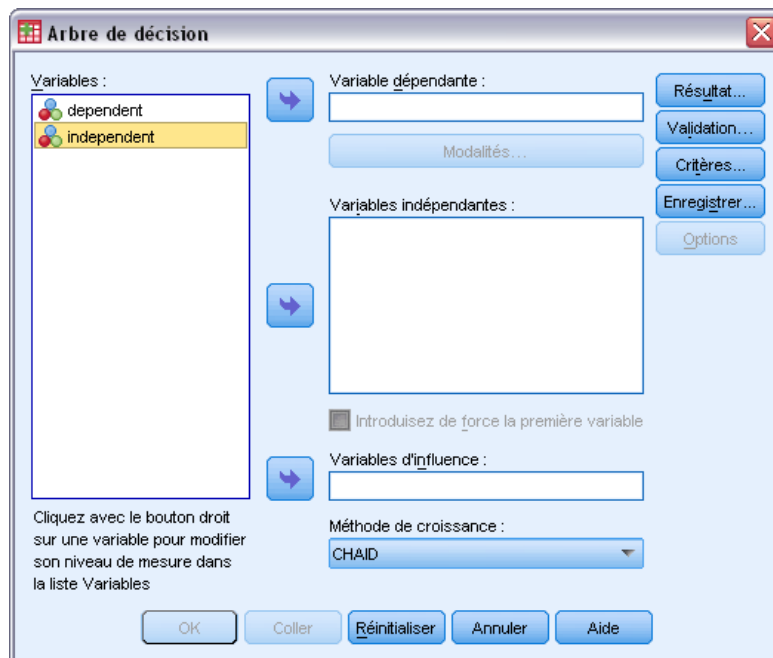 Arbre de décision
Variables :
dependent
independent
Cliquez avec le bouton droit
sur une variable pour modifier
son niveau de mesure dans
la liste Variables
Variable dépendante :
Modalités...
Variables indépendantes :
Introduisez de force la première variable
Variables d'influence :
Méthode de croissance :
CHAID
Résultat...
Validation...
Critères...
Enregistrer...
Options
OK
Coller
Réinitialiser
Annuler
Aide